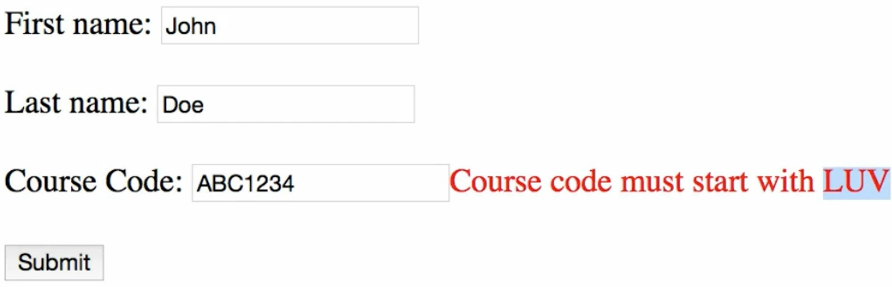 First name: John
Last name: Doe
Course Code: ABC1234 Course code must start with LUV
Submit